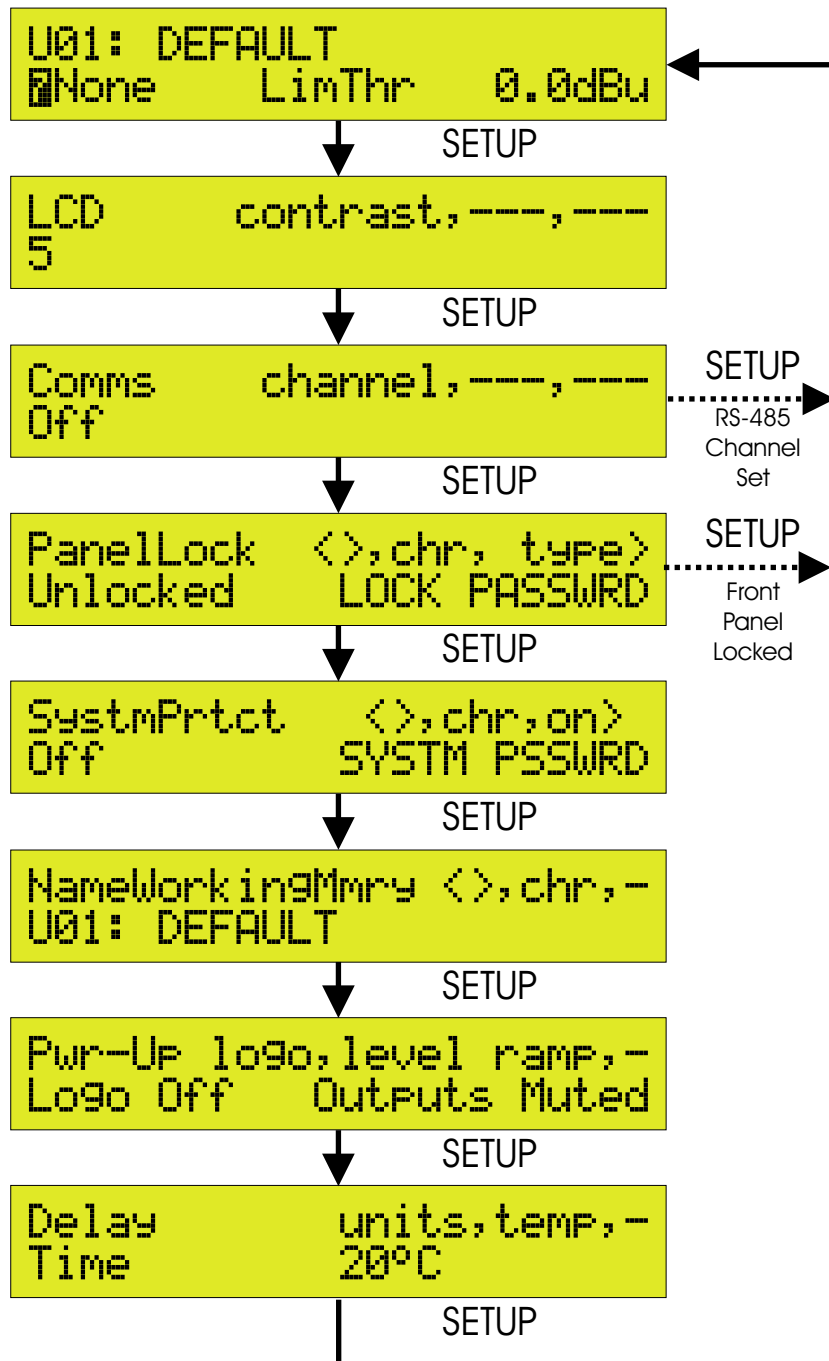 U01: DEFAULT
None LimThr 0.0dBu
SETUP
LCD contrast,---,---
5
SETUP
Comms channel,---,---
Off
SETUP
RS-485
Channel
Set
SETUP
PanelLock <>,chr, type>
Unlocked LOCK PASSWRD
SETUP
Front
Panel
Locked
SETUP
SystmPrtct <>,chr,on>
Off SYSTM PSSWRD
SETUP
NameWorkingMmry <>,chr,-
U01: DEFAULT
SETUP
Pwr-Up logo,level ramp,-
Logo Off Outputs Muted
SETUP
Delay units,temp,-
Time 20°C
SETUP